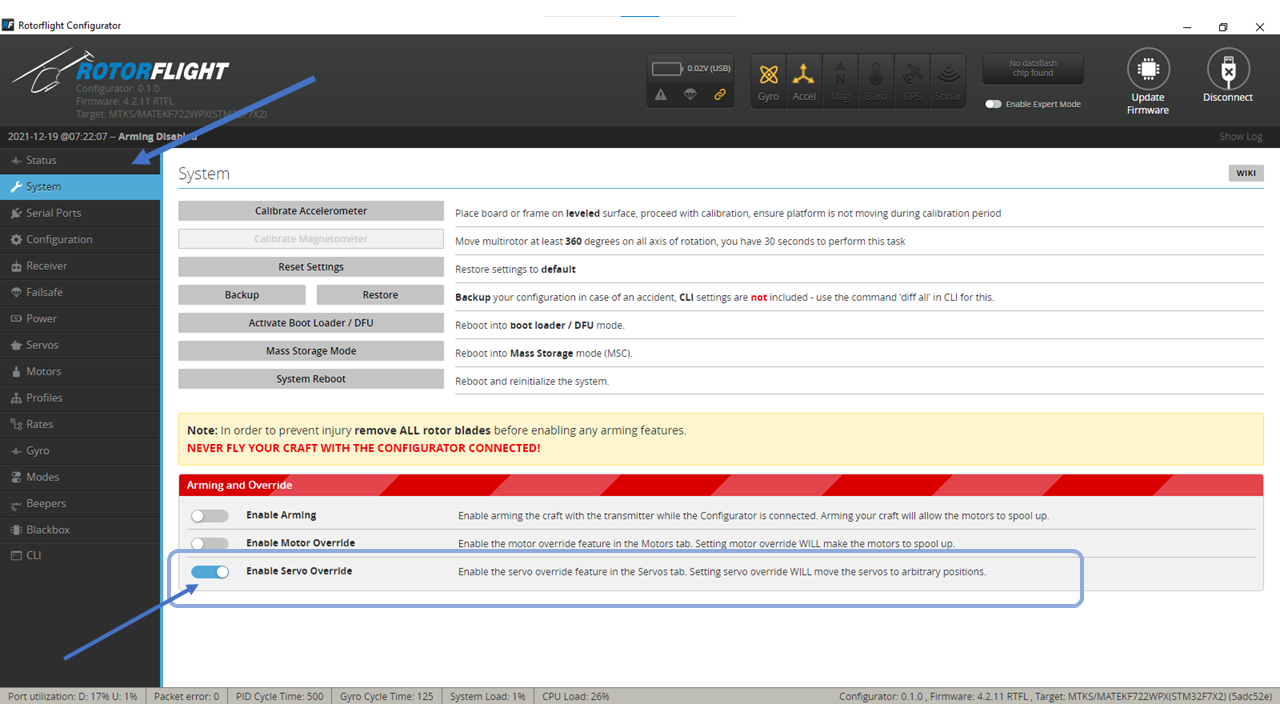 Rotorflight Configurator
ROTORFLIGHT
Configurator: 0.1.0
Firmware: 4.2.11 RTFL
Target: MTKS/MATEKF722WPX(STM32F7X2)
0.02V (USB)
Gyro Accel Mag Baro GPS Sonar
No dataflash
chip found
Enable Expert Mode
Update
Firmware
Disconnect
2021-12-19 @07:22:07 -- Arming Disabled
Show Log
Status
System
Serial Ports
Configuration
Receiver
Failsafe
Power
Servos
Motors
Profiles
Rates
Gyro
Modes
Beepers
Blackbox
CLI
System
WIKI
Calibrate Accelerometer Place board or frame on leveled surface, proceed with calibration, ensure platform is not moving during calibration period
Calibrate Magnetometer Move multirotor at least 360 degrees on all axis of rotation, you have 30 seconds to perform this task
Reset Settings Restore settings to default
Backup Restore Backup your configuration in case of an accident, CLI settings are not included - use the command 'diff all' in CLI for this.
Activate Boot Loader / DFU Reboot into boot loader / DFU mode.
Mass Storage Mode Reboot into Mass Storage mode (MSC).
System Reboot Reboot and reinitialize the system.
Note: In order to prevent injury remove ALL rotor blades before enabling any arming features.
NEVER FLY YOUR CRAFT WITH THE CONFIGURATOR CONNECTED!
Arming and Override
Enable Arming Enable arming the craft with the transmitter while the Configurator is connected. Arming your craft will allow the motors to spool up.
Enable Motor Override Enable the motor override feature in the Motors tab. Setting motor override WILL make the motors to spool up.
Enable Servo Override Enable the servo override feature in the Servos tab. Setting servo override WILL move the servos to arbitrary positions.
Port utilization: D: 17% U: 1% Packet error: 0 PID Cycle Time: 500 Gyro Cycle Time: 125 System Load: 1% CPU Load: 26% Configurator: 0.1.0 , Firmware: 4.2.11 RTFL , Target: MTKS/MATEKF722WPX(STM32F7X2) (5adc52e)